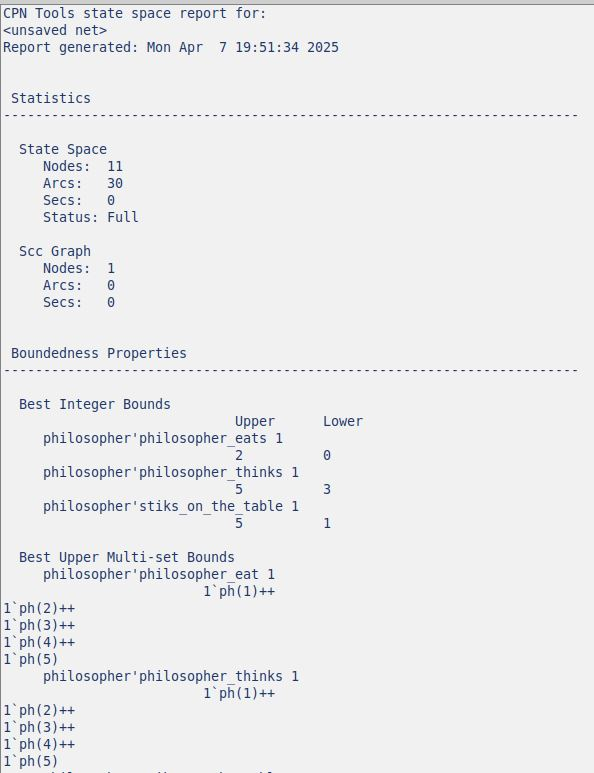 CPN Tools state space report for:
<unsaved net>
Report generated: Mon Apr  7 19:51:34 2025
Statistics
------------------------------------------------------------------------
State Space
Nodes:  11
Arcs:   30
Secs:   0
Status: Full
Scc Graph
Nodes:  1
Arcs:   0
Secs:   0
Boundedness Properties
------------------------------------------------------------------------
Best Integer Bounds
Upper      Lower
philosopher'philosopher_eats 1
2          0
philosopher'philosopher_thinks 1
5          3
philosopher'stiks_on_the_table 1
5          1
Best Upper Multi-set Bounds
philosopher'philosopher_eat 1
1`ph(1)++
1`ph(2)++
1`ph(3)++
1`ph(4)++
1`ph(5)
philosopher'philosopher_thinks 1
1`ph(1)++
1`ph(2)++
1`ph(3)++
1`ph(4)++
1`ph(5)